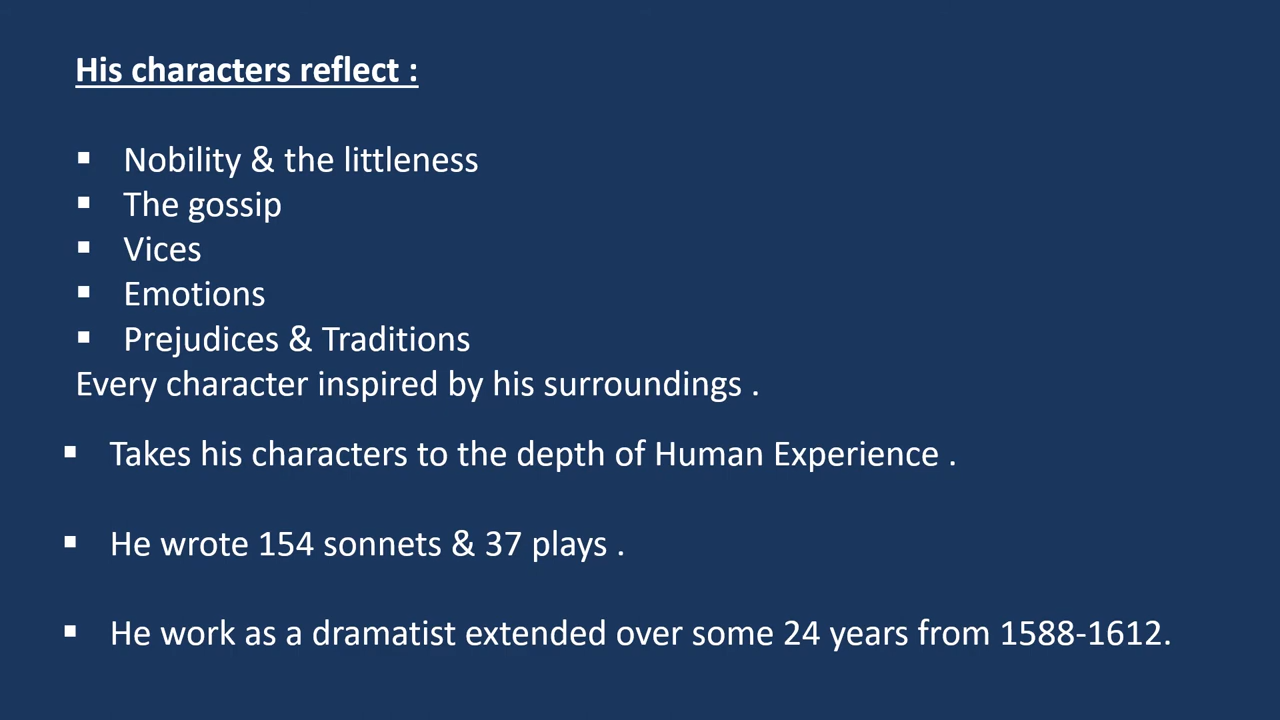 His characters reflect :
▪ Nobility & the littleness
▪ The gossip
▪ Vices
▪ Emotions
▪ Prejudices & Traditions
Every character inspired by his surroundings .
▪ Takes his characters to the depth of Human Experience .
▪ He wrote 154 sonnets & 37 plays .
▪ He work as a dramatist extended over some 24 years from 1588-1612.